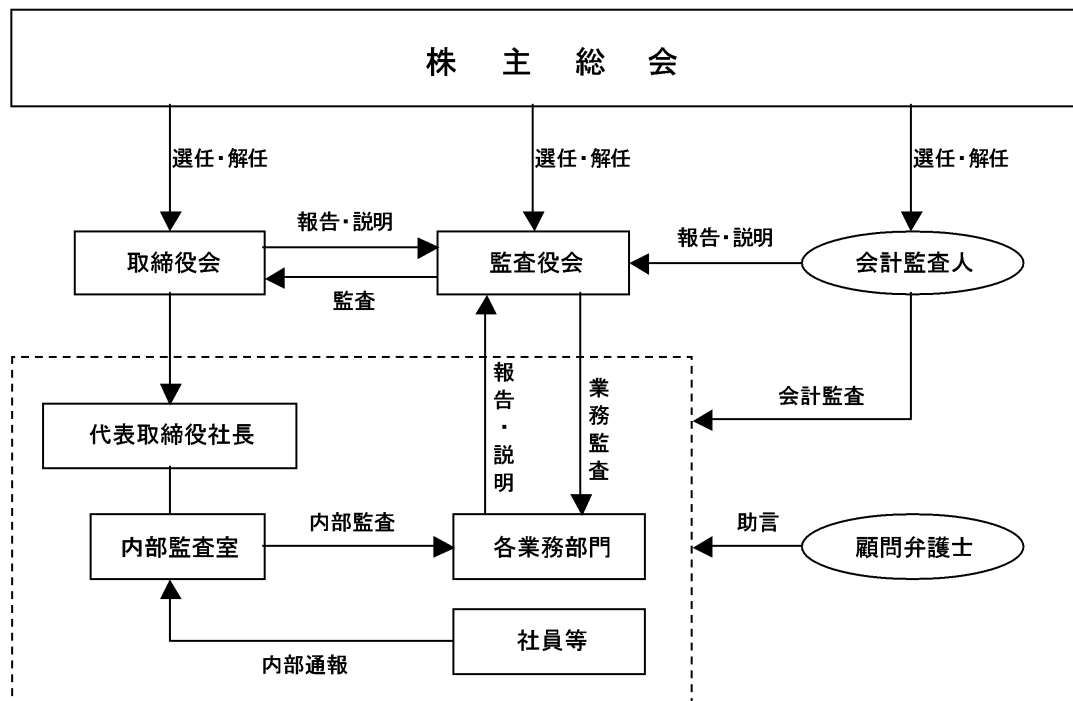 株主総会
選任・解任
選任・解任
選任・解任
報告・説明
報告・説明
取締役会
監査役会
会計監査人
監査
報告・説明
業務監査
会計監査
代表取締役社長
内部監査
助言
内部監査室
各業務部門
顧問弁護士
社員等
内部通報